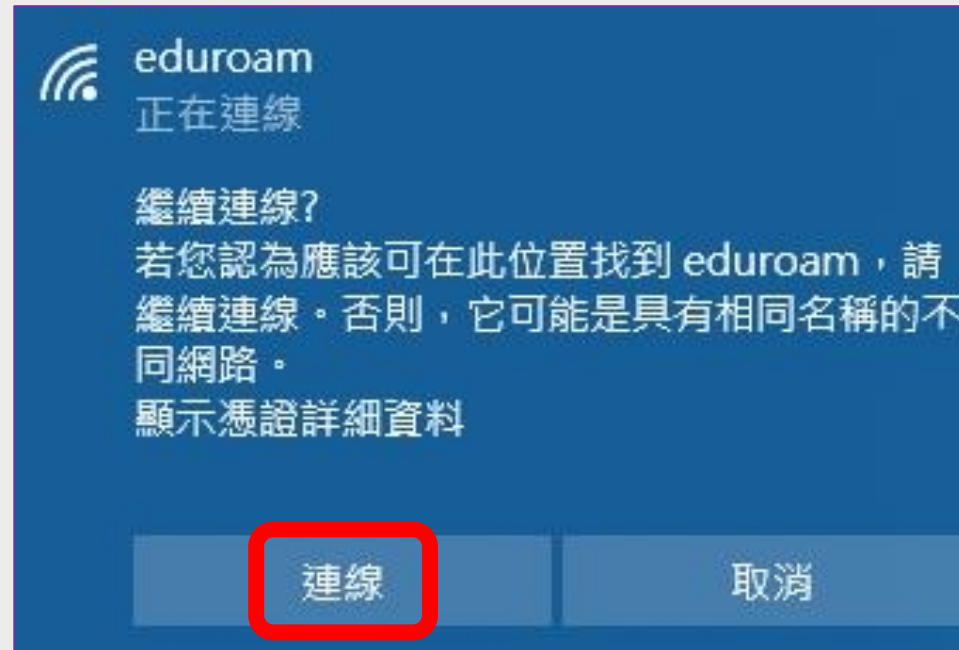 eduroam
正在連線
繼續連線?
若您認為應該可在此位置找到 eduroam，請
繼續連線。否則，它可能是具有相同名稱的不
同網路。
顯示憑證詳細資料
連線
取消